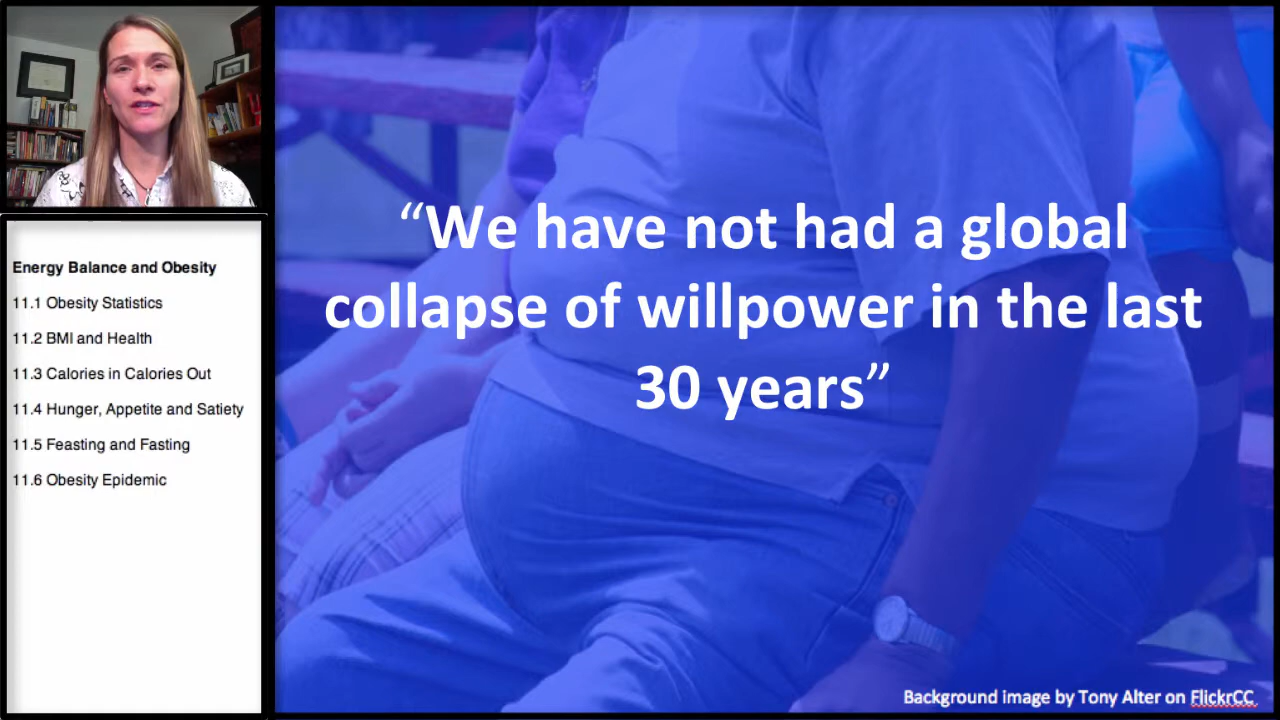 Energy Balance and Obesity
11.1 Obesity Statistics
11.2 BMI and Health
11.3 Calories in Calories Out
11.4 Hunger, Appetite and Satiety
11.5 Feasting and Fasting
11.6 Obesity Epidemic
“We have not had a global
collapse of willpower in the last
30 years”
Background image by Tony Alter on FlickrCC